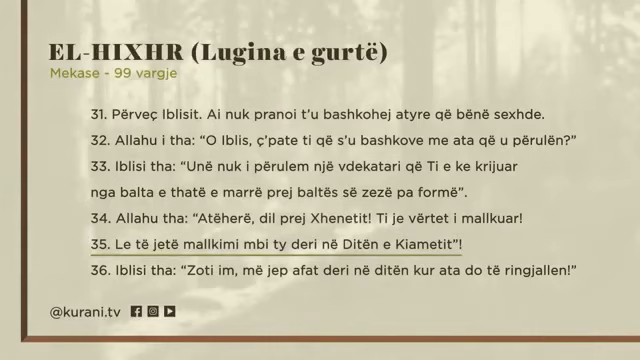 EL-HIXHR (Lugina e gurtë)
Mekase - 99 vargje
31. Përveç Iblisit. Ai nuk pranoi t’u bashkohej atyre që bënë sexhde.
32. Allahu i tha: “O Iblis, ç’pate ti që s’u bashkove me ata që u përulën?”
33. Iblisi tha: “Unë nuk i përulem një vdekatari që Ti e ke krijuar
nga balta e thatë e marrë prej baltës së zezë pa formë”.
34. Allahu tha: “Atëherë, dil prej Xhenetit! Ti je vërtet i mallkuar!
35. Le të jetë mallkimi mbi ty deri në Ditën e Kiametit”!
36. Iblisi tha: “Zoti im, më jep afat deri në ditën kur ata do të ringjallen!”
@kurani.tv